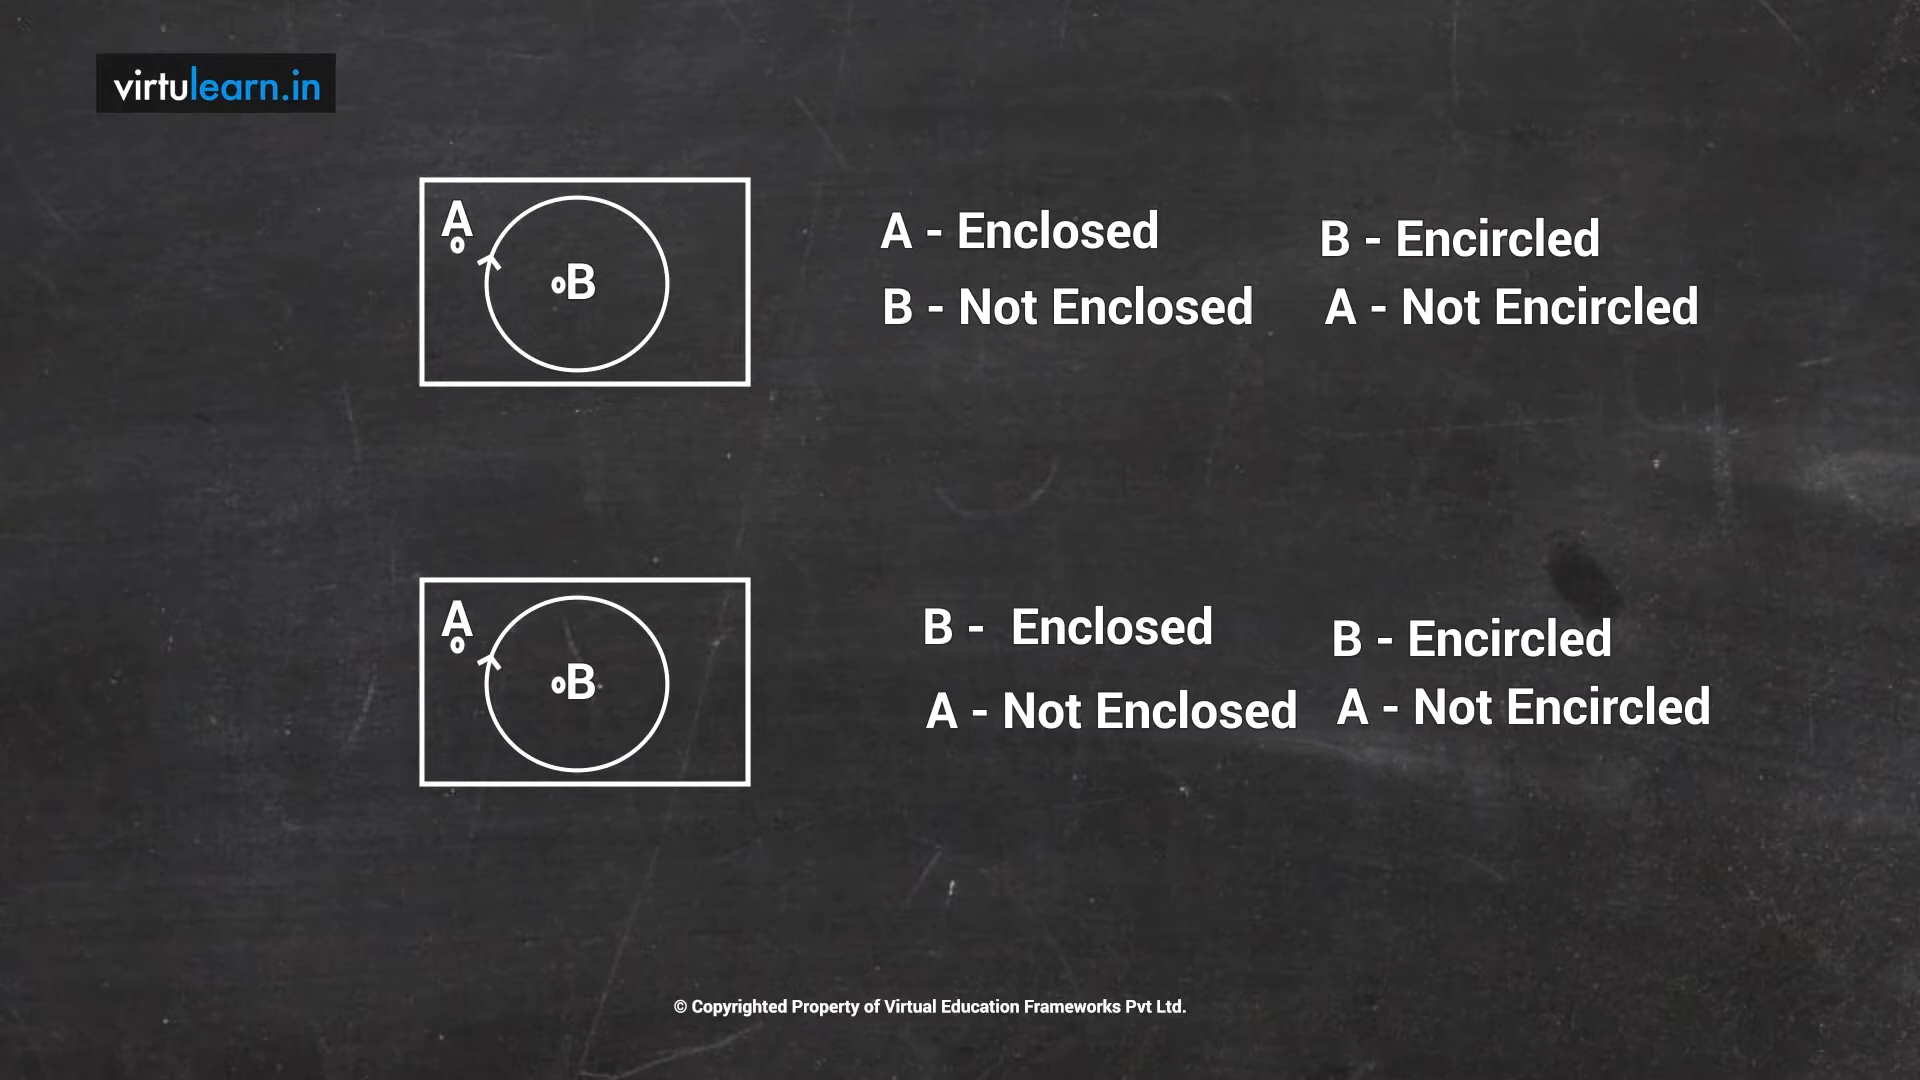 virtulearn.in
A
B
A - Enclosed
B - Not Enclosed
B - Encircled
A - Not Encircled
A
B
B - Enclosed
A - Not Enclosed
B - Encircled
A - Not Encircled
© Copyrighted Property of Virtual Education Frameworks Pvt Ltd.